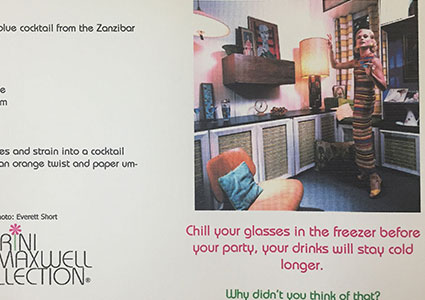 blue cocktail from the Zanzibar
e
m
es and strain into a cocktail
an orange twist and paper um-
hoto: Everett Short
RINI
MAXWELL
LLECTION®
Chill your glasses in the freezer before
your party, your drinks will stay cold
longer.
Why didn't you think of that?